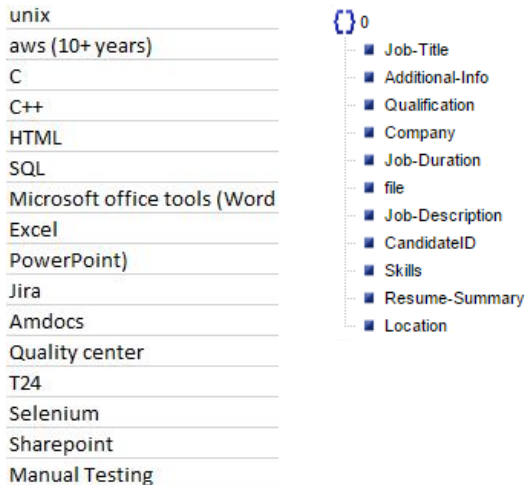 unix
aws (10+ years)
C
C++
HTML
SQL
Microsoft office tools (Word
Excel
PowerPoint)
Jira
Amdocs
Quality center
T24
Selenium
Sharepoint
Manual Testing
{} 0
Job-Title
Additional-Info
Qualification
Company
Job-Duration
file
Job-Description
CandidateID
Skills
Resume-Summary
Location